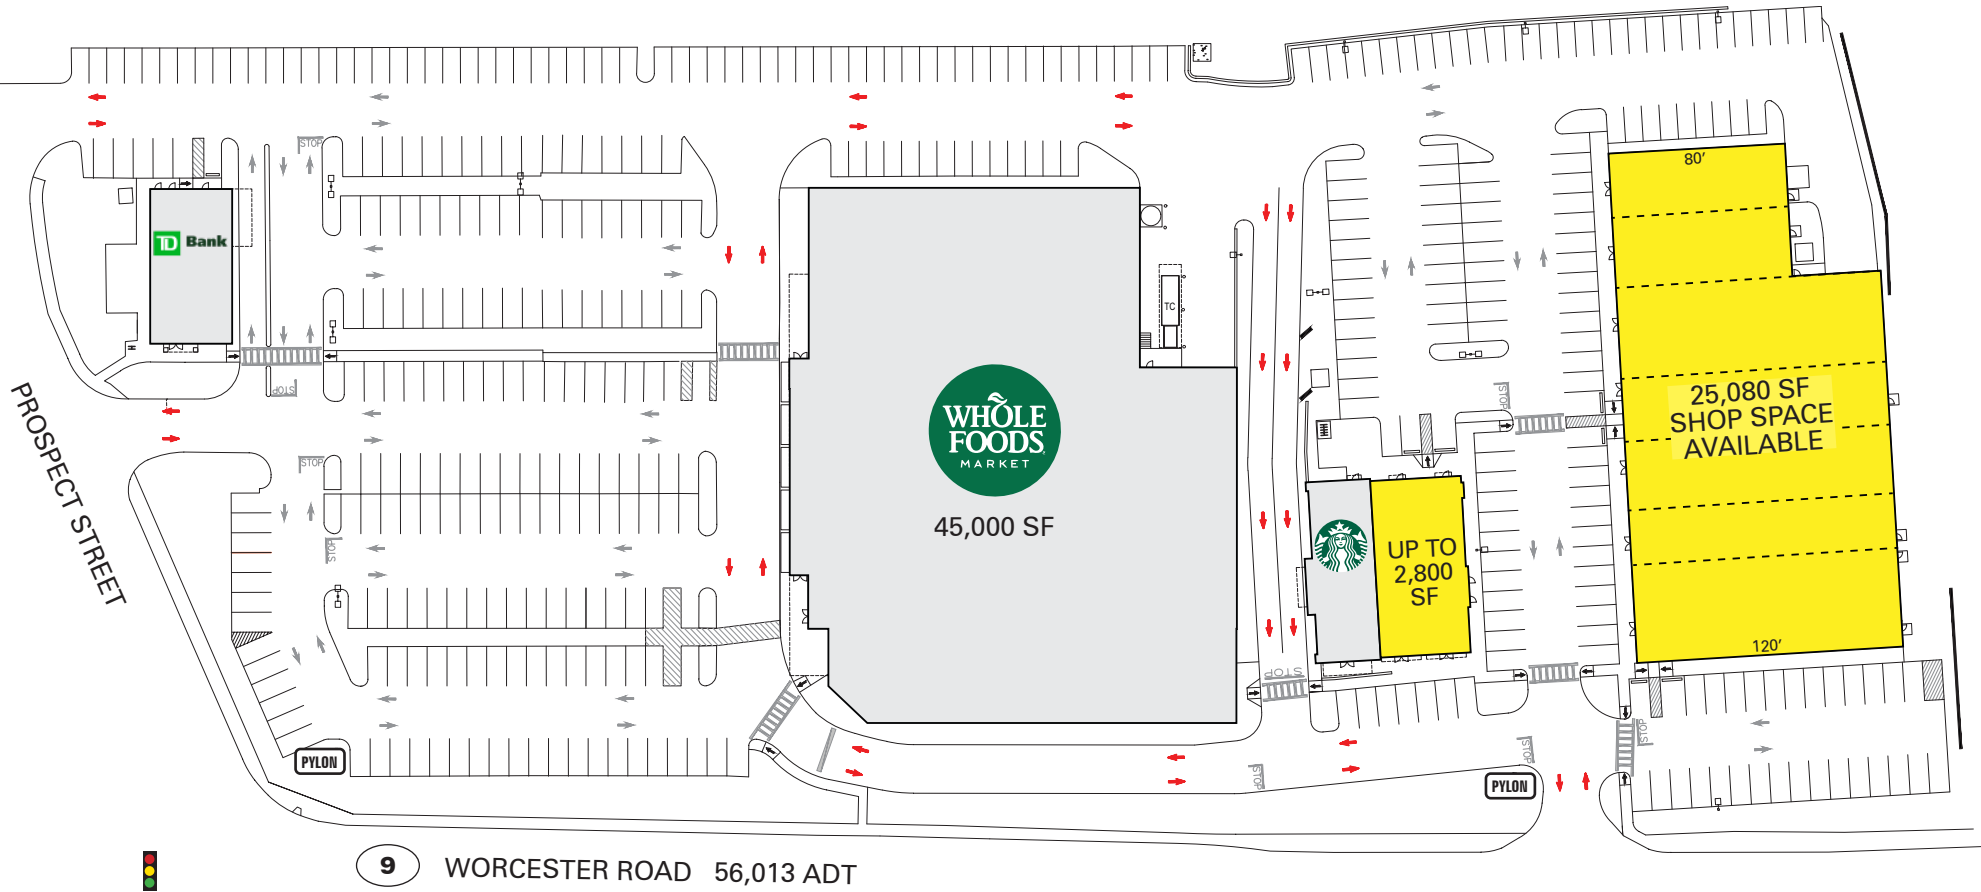 80'
STOP
TD Bank
TC
STOP
STOP
25,080 SF
SHOP SPACE
AVAILABLE
WHOLE
FOODS
MARKET
45,000 SF
PROSPECT STREET
STOP
STOP
UP TO
2,800
SF
120'
STOP
STOP
STOP
STOP
PYLON
PYLON
9 WORCESTER ROAD 56,013 ADT